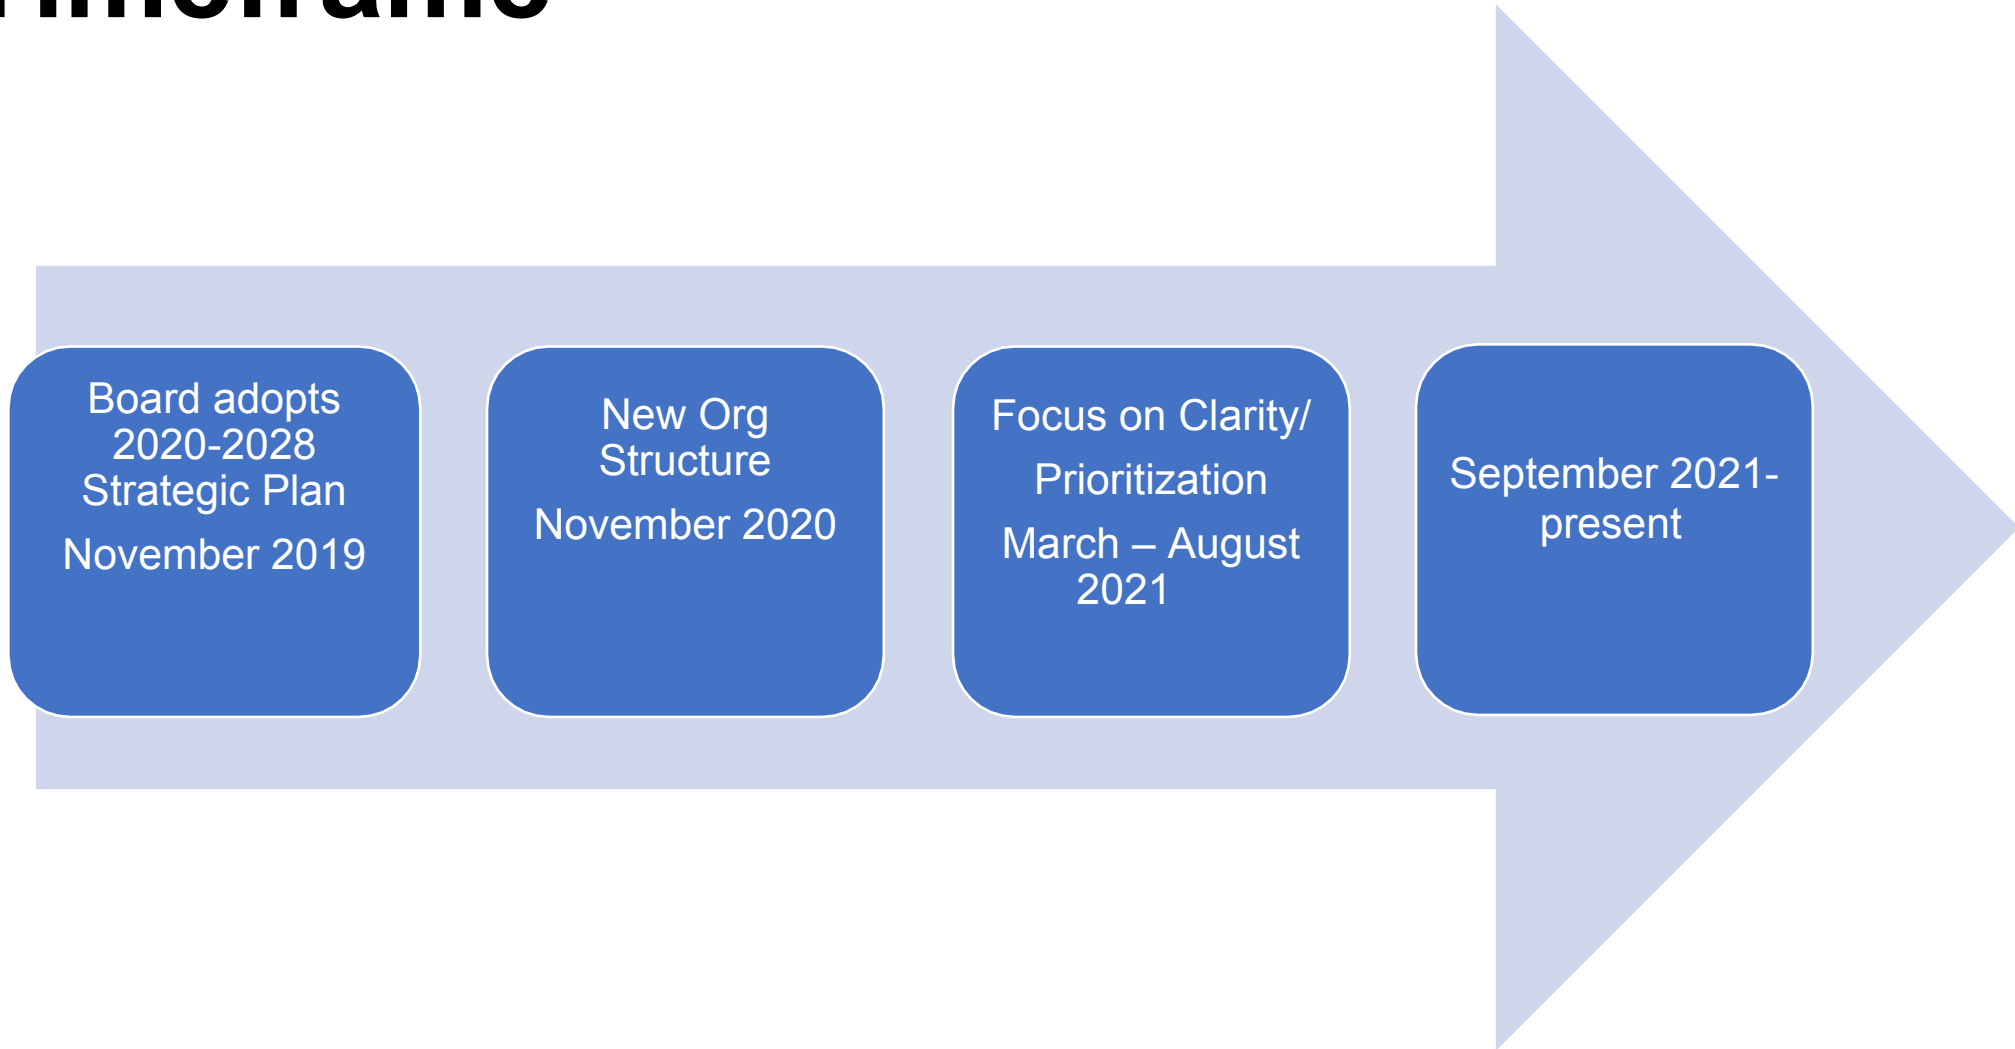 Timeframe
Board adopts
2020-2028
Strategic Plan
November 2019
New Org
Structure
November 2020
Focus on Clarity/
Prioritization
March – August
2021
September 2021-
present